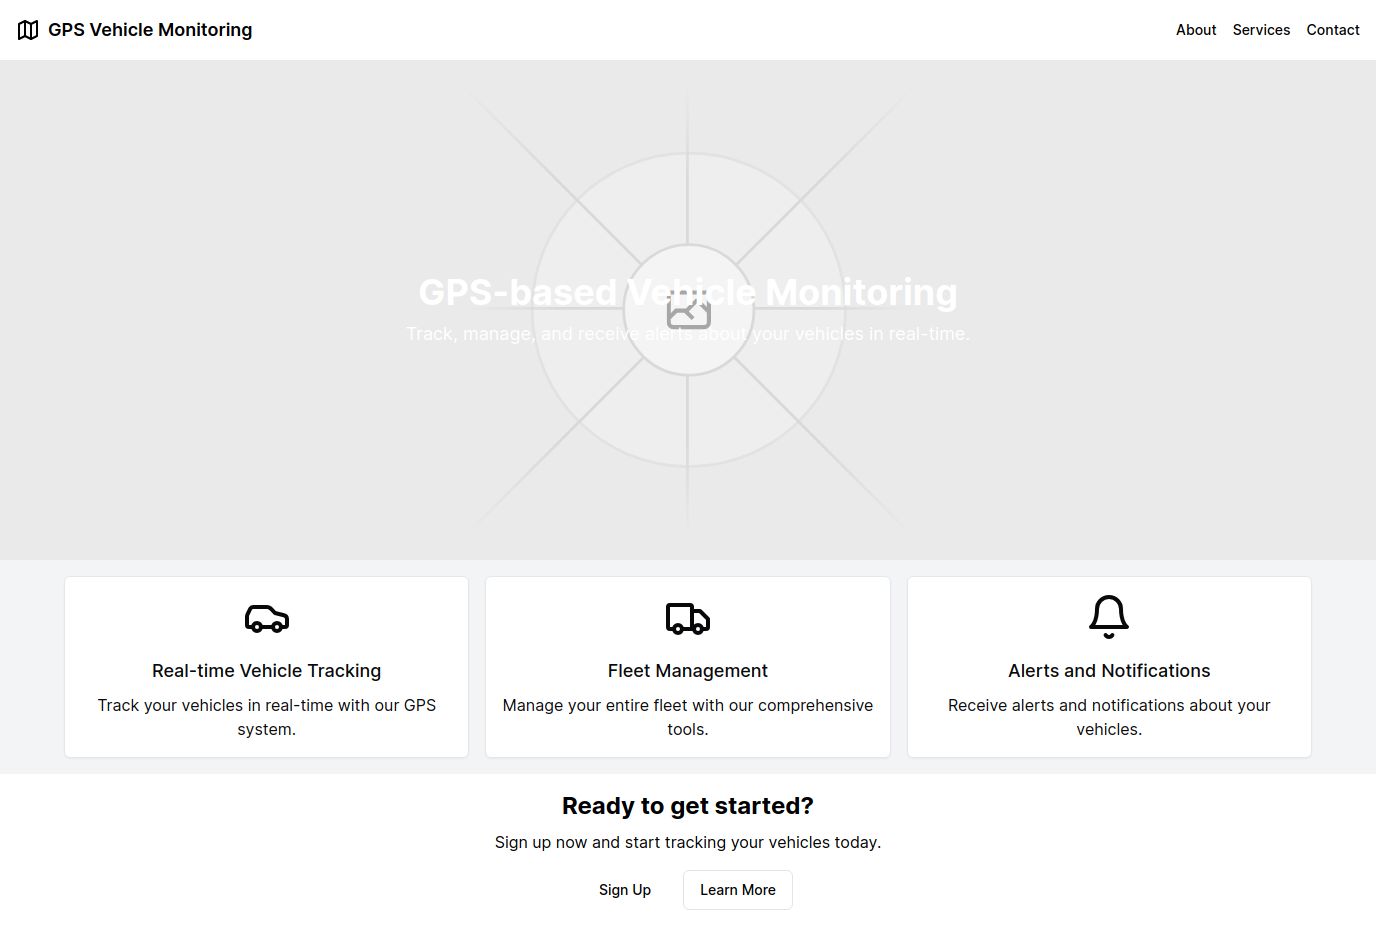 GPS Vehicle Monitoring
About Services Contact
GPS-based Vehicle Monitoring
Track, manage, and receive alerts about your vehicles in real-time.
Real-time Vehicle Tracking
Track your vehicles in real-time with our GPS
system.
Fleet Management
Manage your entire fleet with our comprehensive
tools.
Alerts and Notifications
Receive alerts and notifications about your
vehicles.
Ready to get started?
Sign up now and start tracking your vehicles today.
Sign Up
Learn More